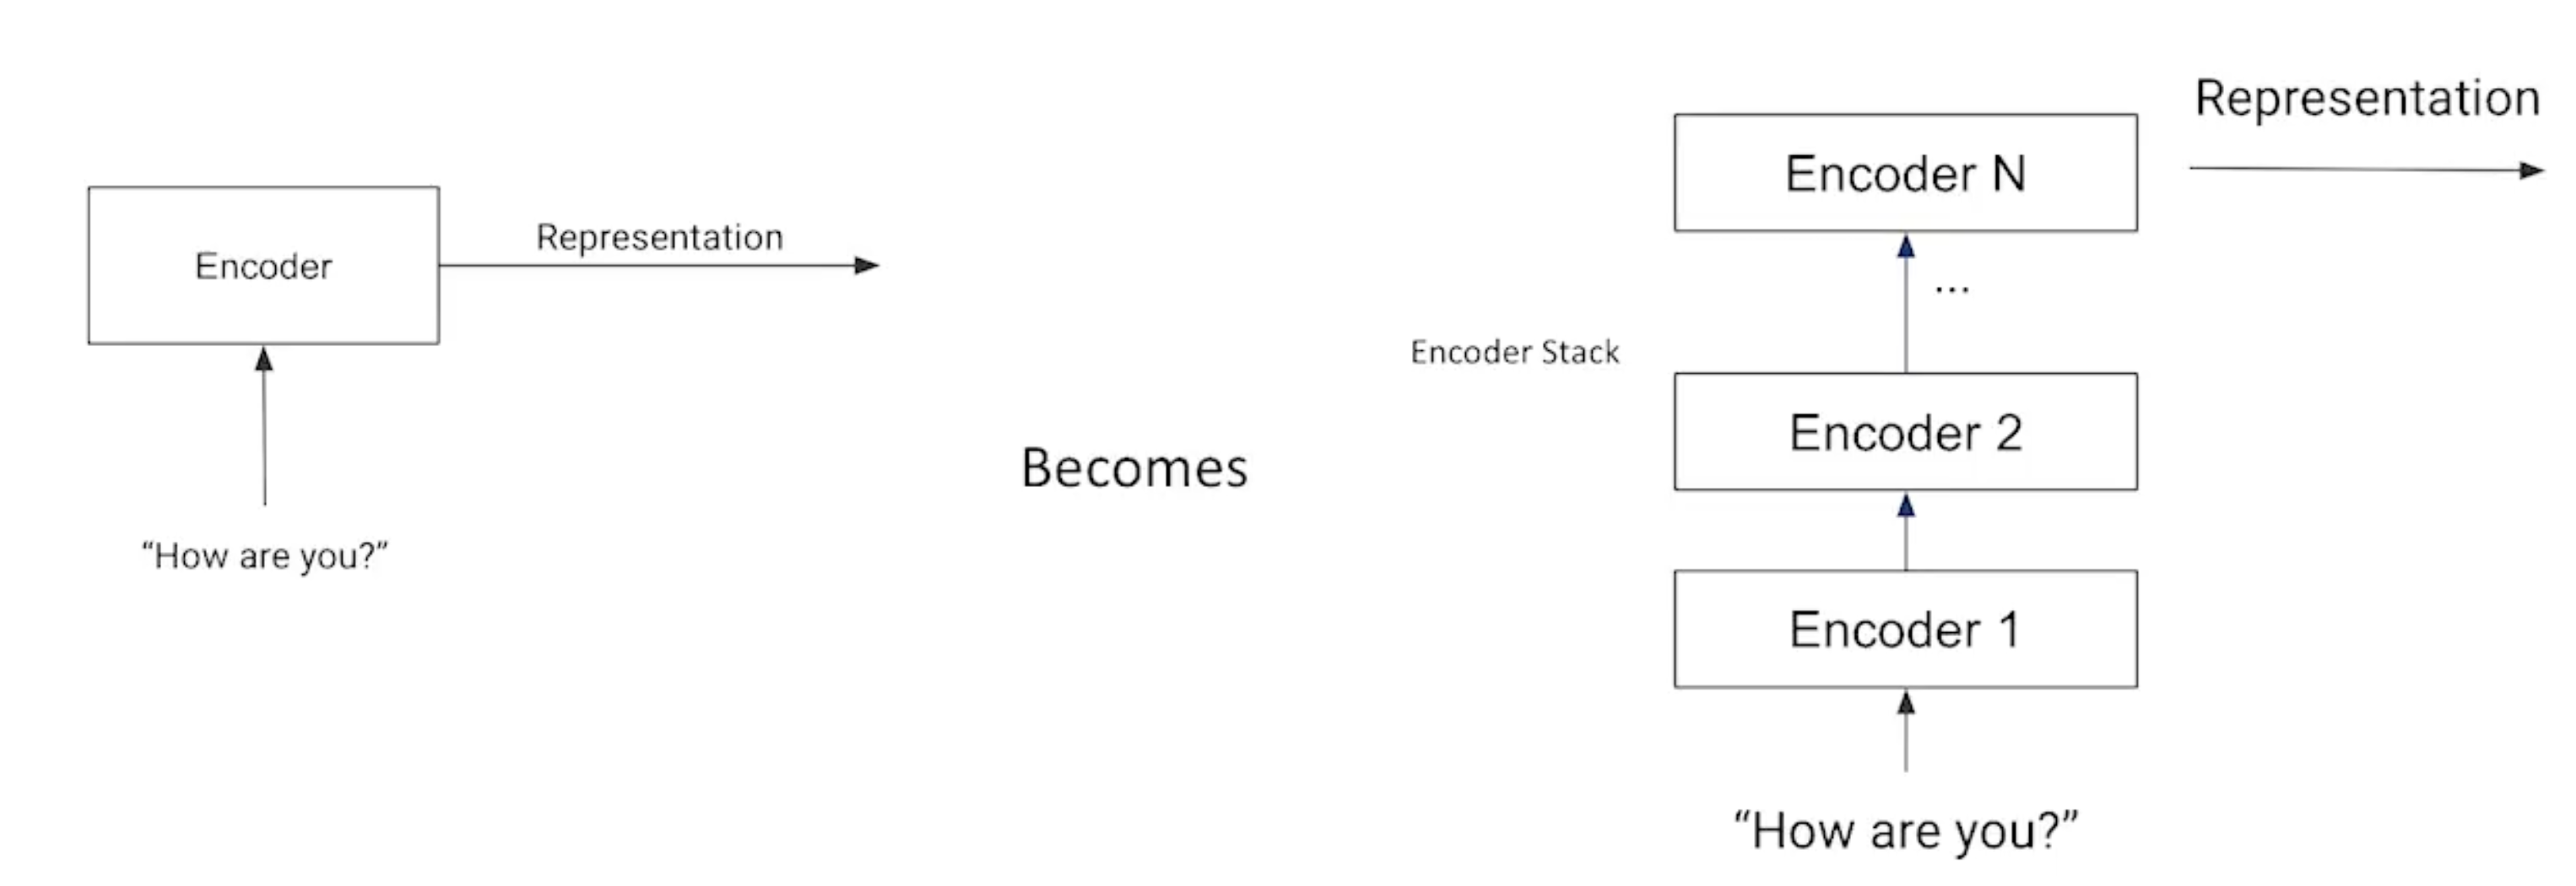 Encoder
Representation
“How are you?”
Becomes
Encoder Stack
Representation
Encoder N
...
Encoder 2
Encoder 1
“How are you?”